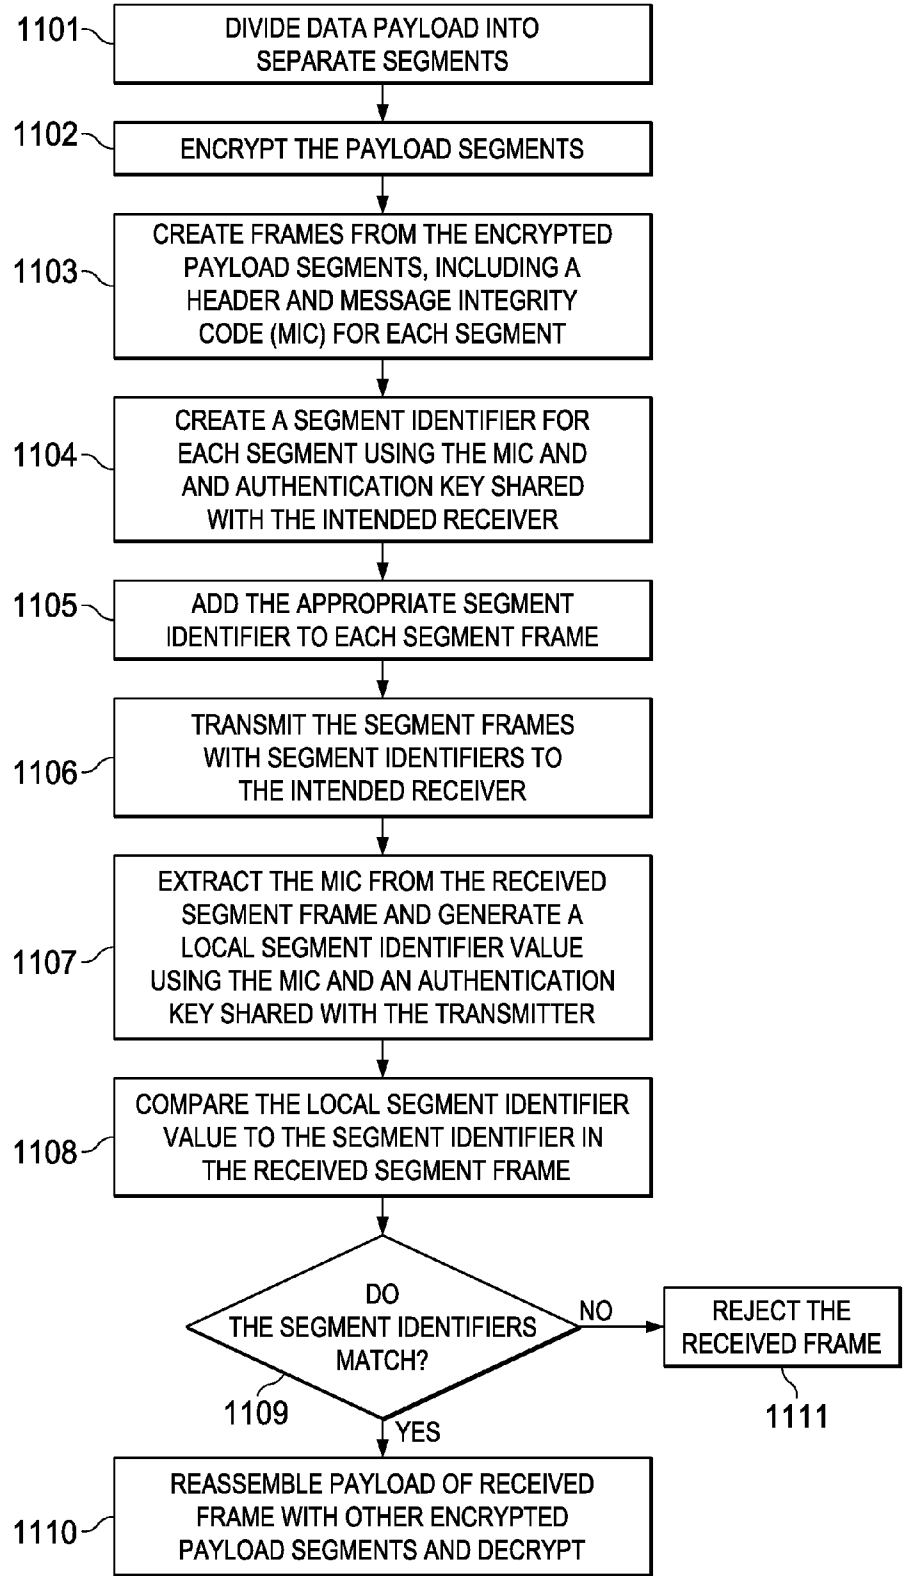 1101
DIVIDE DATA PAYLOAD INTO
SEPARATE SEGMENTS
1102
ENCRYPT THE PAYLOAD SEGMENTS
1103
CREATE FRAMES FROM THE ENCRYPTED
PAYLOAD SEGMENTS, INCLUDING A
HEADER AND MESSAGE INTEGRITY
CODE (MIC) FOR EACH SEGMENT
1104
CREATE A SEGMENT IDENTIFIER FOR
EACH SEGMENT USING THE MIC AND
AND AUTHENTICATION KEY SHARED
WITH THE INTENDED RECEIVER
1105
ADD THE APPROPRIATE SEGMENT
IDENTIFIER TO EACH SEGMENT FRAME
1106
TRANSMIT THE SEGMENT FRAMES
WITH SEGMENT IDENTIFIERS TO
THE INTENDED RECEIVER
1107
EXTRACT THE MIC FROM THE RECEIVED
SEGMENT FRAME AND GENERATE A
LOCAL SEGMENT IDENTIFIER VALUE
USING THE MIC AND AN AUTHENTICATION
KEY SHARED WITH THE TRANSMITTER
1108
COMPARE THE LOCAL SEGMENT IDENTIFIER
VALUE TO THE SEGMENT IDENTIFIER IN
THE RECEIVED SEGMENT FRAME
DO
THE SEGMENT IDENTIFIERS
MATCH?
1109
NO
REJECT THE
RECEIVED FRAME
1111
YES
1110
REASSEMBLE PAYLOAD OF RECEIVED
FRAME WITH OTHER ENCRYPTED
PAYLOAD SEGMENTS AND DECRYPT